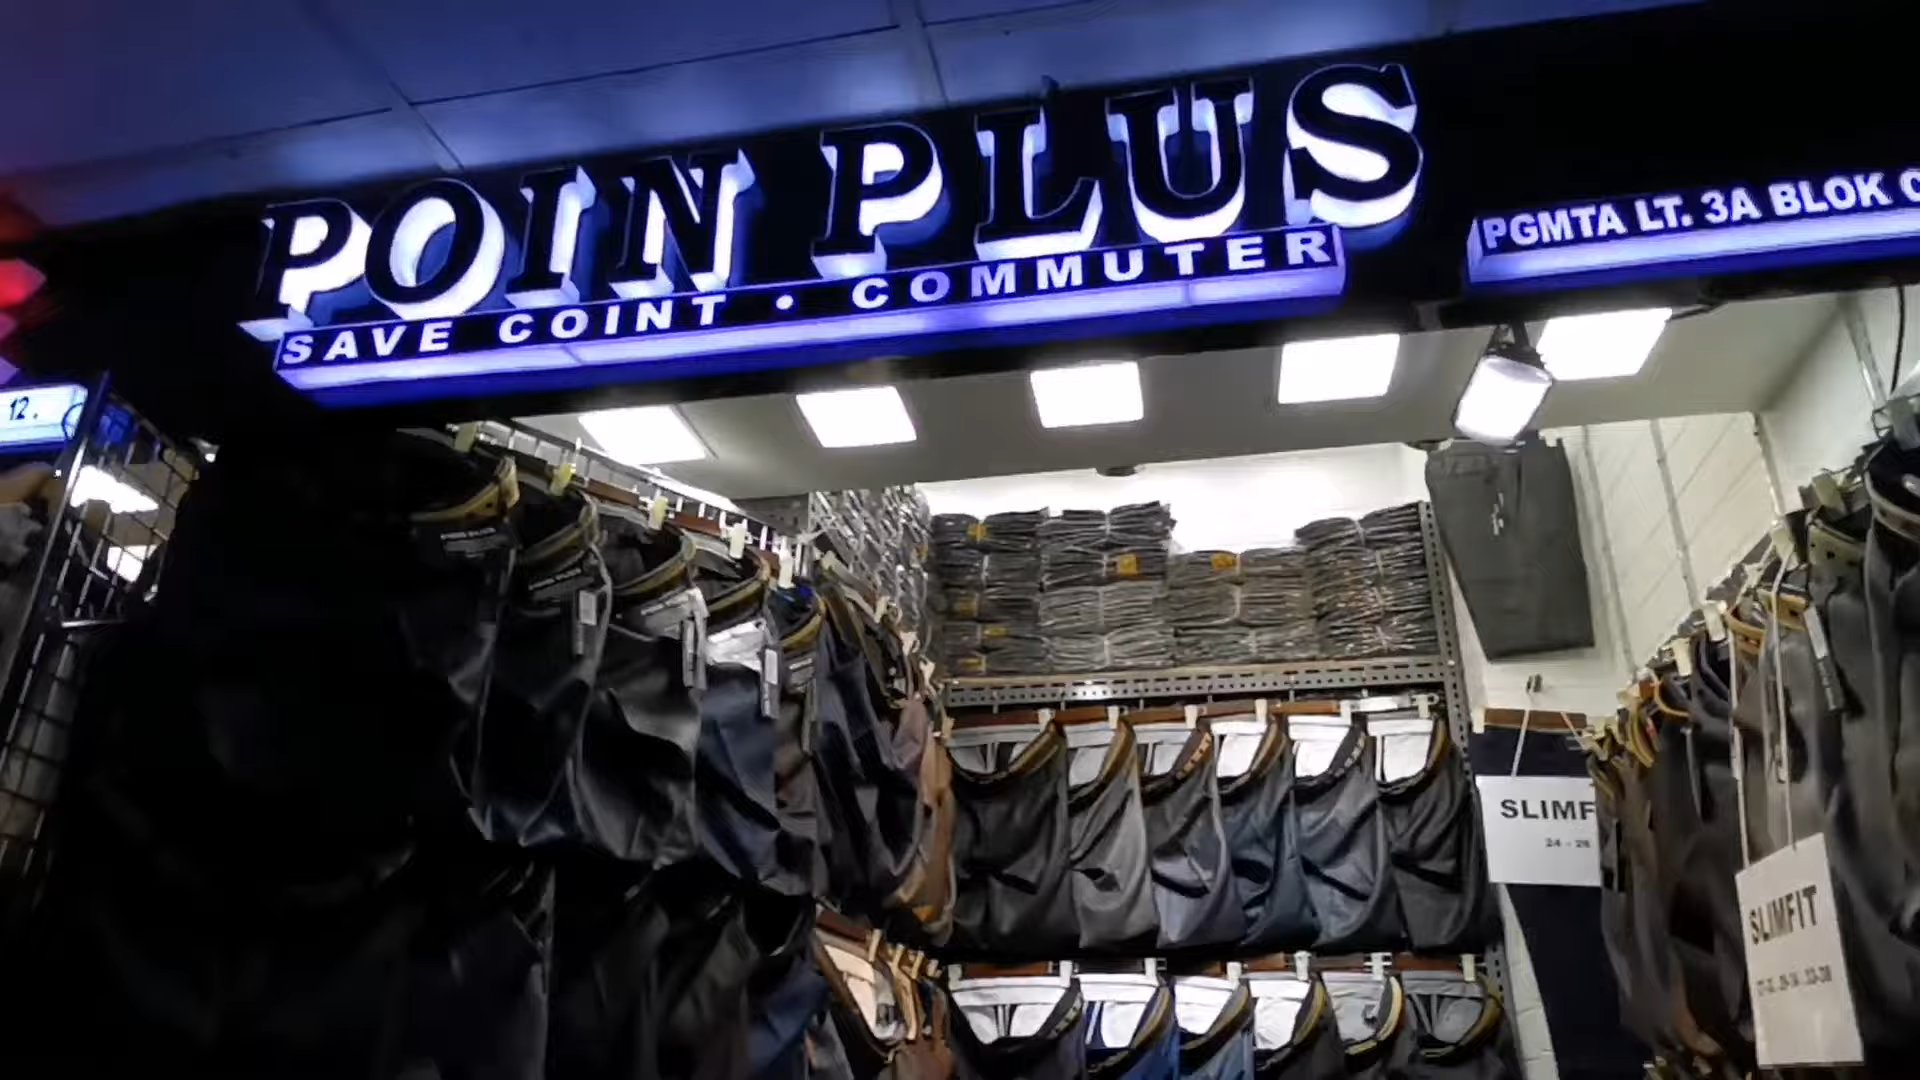 POIN PLUS
SAVE COINT • COMMUTER
PGMTA LT. 3A BLOK
12.
SLIMF
24 - 26
SLIMFIT